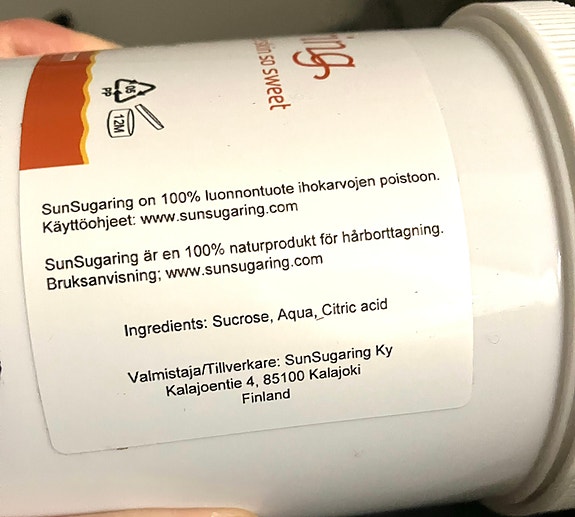 ing
skin so sweet
05
PP
12M
SunSugaring on 100% luonnontuote ihokarvojen poistoon.
Käyttöohjeet: www.sunsugaring.com
SunSugaring är en 100% naturprodukt för hårborttagning.
Bruksanvisning; www.sunsugaring.com
Ingredients: Sucrose, Aqua, Citric acid
Valmistaja/Tillverkare: SunSugaring Ky
Kalajoentie 4, 85100 Kalajoki
Finland